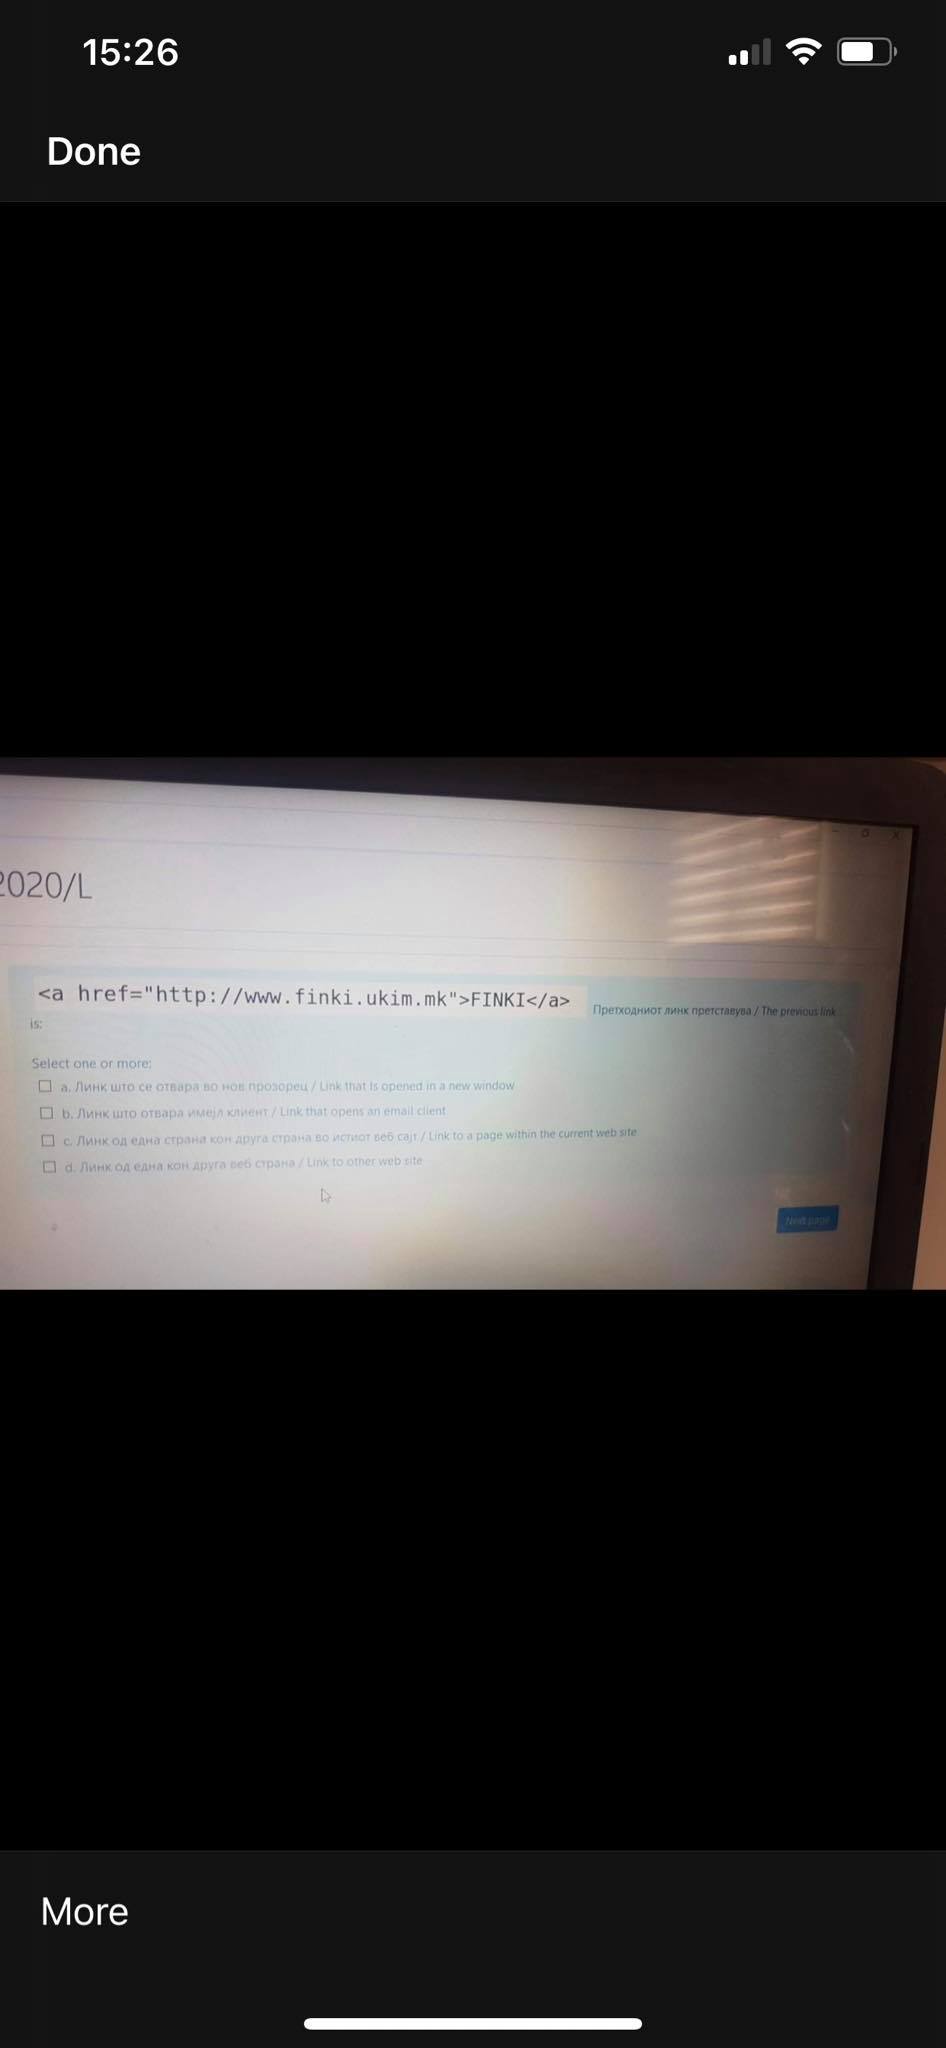 15:26
Done
2020/L
<a href="http://www.finki.ukim.mk">FINKI</a> Претходниот линк претставува / The previous link
is:
Select one or more:
a. Линк што се отвара во нов прозорец / Link that is opened in a new window
b. Линк што отвара имејл клиент / Link that opens an email client
c. Линк од една страна кон друга страна во истиот веб сајт / Link to a page within the current web site
d. Линк од една кон друга веб страна / Link to other web site
Next page
More